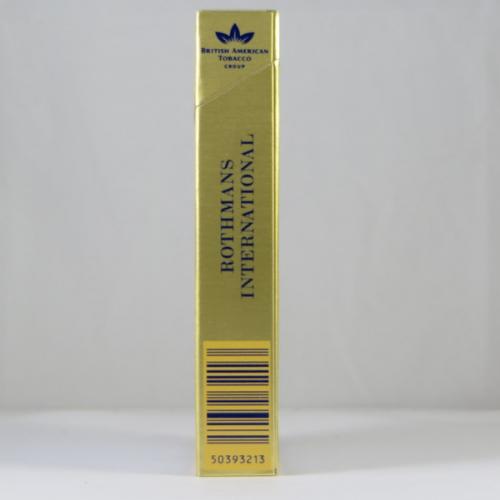 BRITISH AMERICAN
TOBACCO
GROUP
ROTHMANS
INTERNATIONAL
50393213